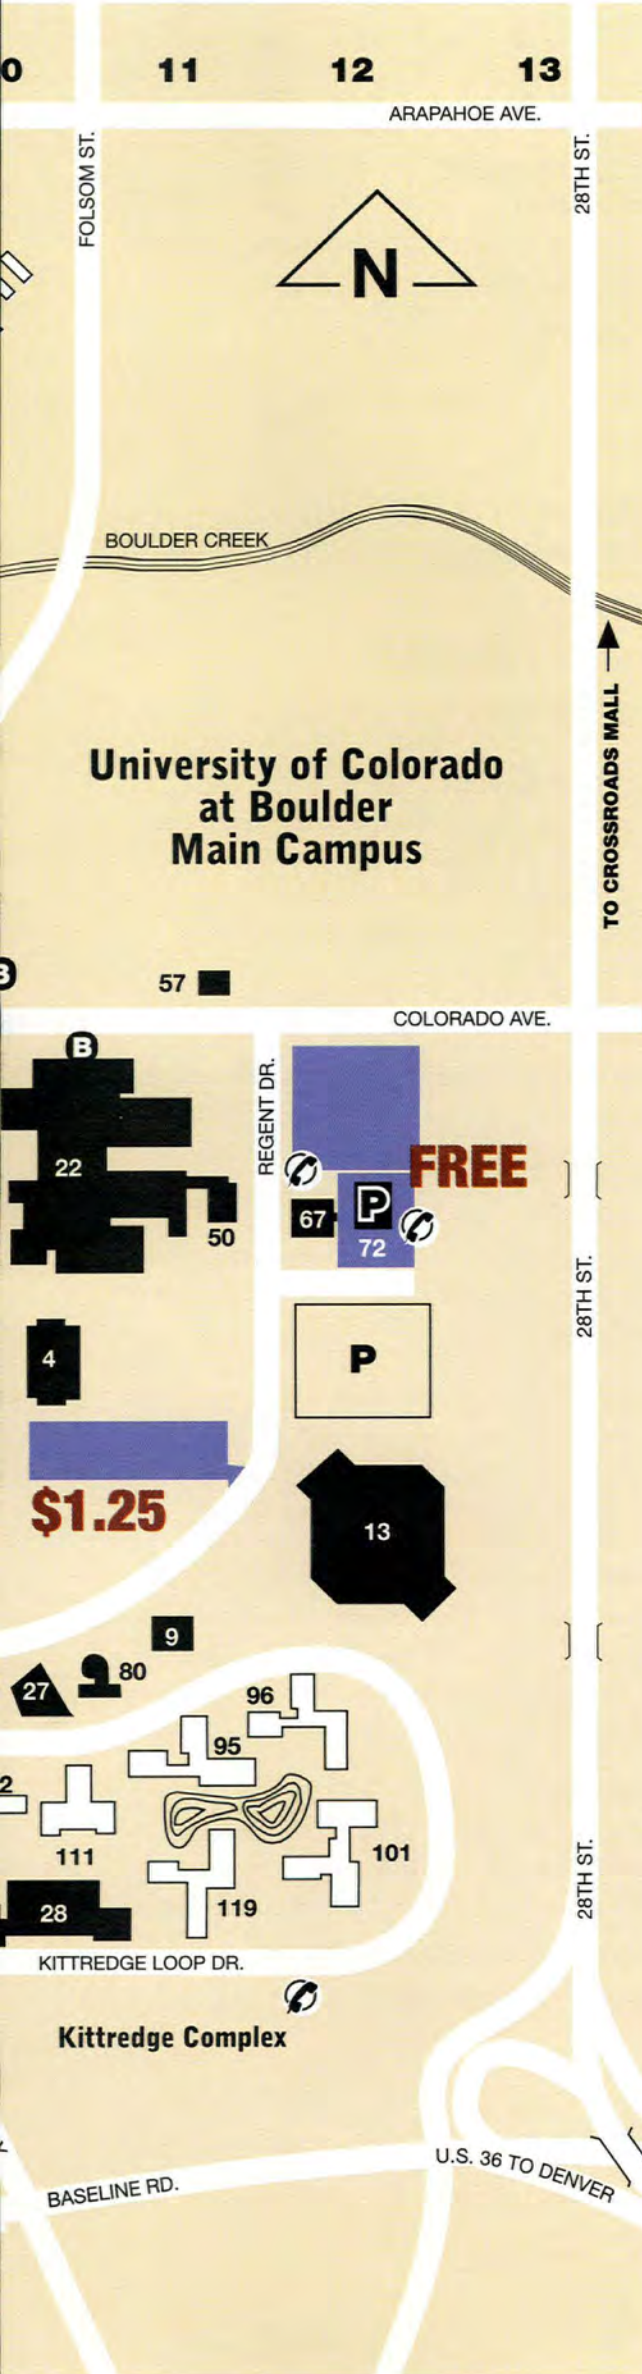 0 11 12 13
ARAPAHOE AVE.
FOLSOM ST.
28TH ST.
N
BOULDER CREEK
TO CROSSROADS MALL
University of Colorado
at Boulder
Main Campus
B
57
COLORADO AVE.
B
REGENT DR.
22
FREE
67
P
50
72
28TH ST.
4
P
$1.25
13
9
80
27
96
95
2
111
101
28
119
28TH ST.
KITTREDGE LOOP DR.
Kittredge Complex
U.S. 36 TO DENVER
BASELINE RD.